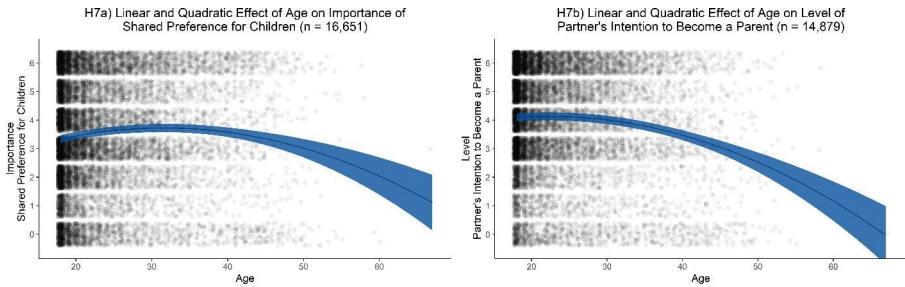 H7a) Linear and Quadratic Effect of Age on Importance of
Shared Preference for Children (n = 16,651)
Importance
Shared Preference for Children
6
5
4
3
2
1
0
20
30
40
50
60
Age
H7b) Linear and Quadratic Effect of Age on Level of
Partner's Intention to Become a Parent (n = 14,879)
Level
Partner's Intention to Become a Parent
6
5
4
3
2
1
0
20
30
40
50
60
Age